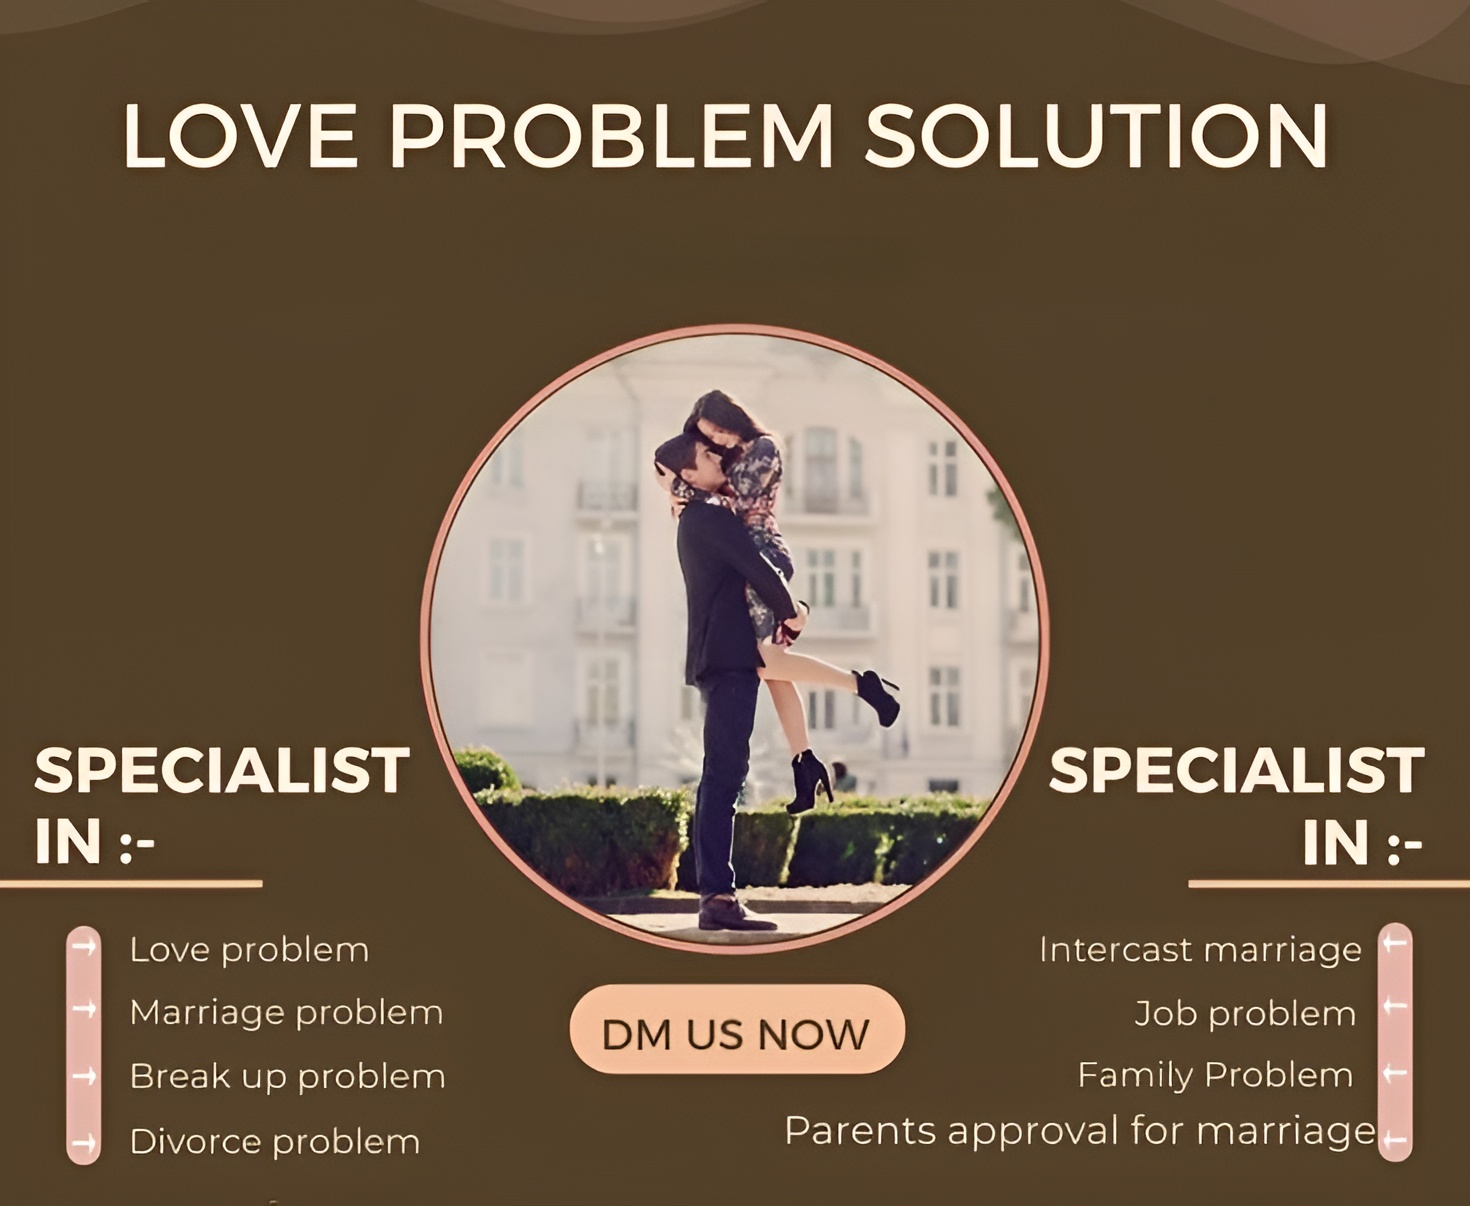 LOVE PROBLEM SOLUTION
SPECIALIST
IN :-
Love problem
Marriage problem
Break up problem
Divorce problem
DM US NOW
SPECIALIST
IN :-
Intercast marriage
Job problem
Family Problem
Parents approval for marriage